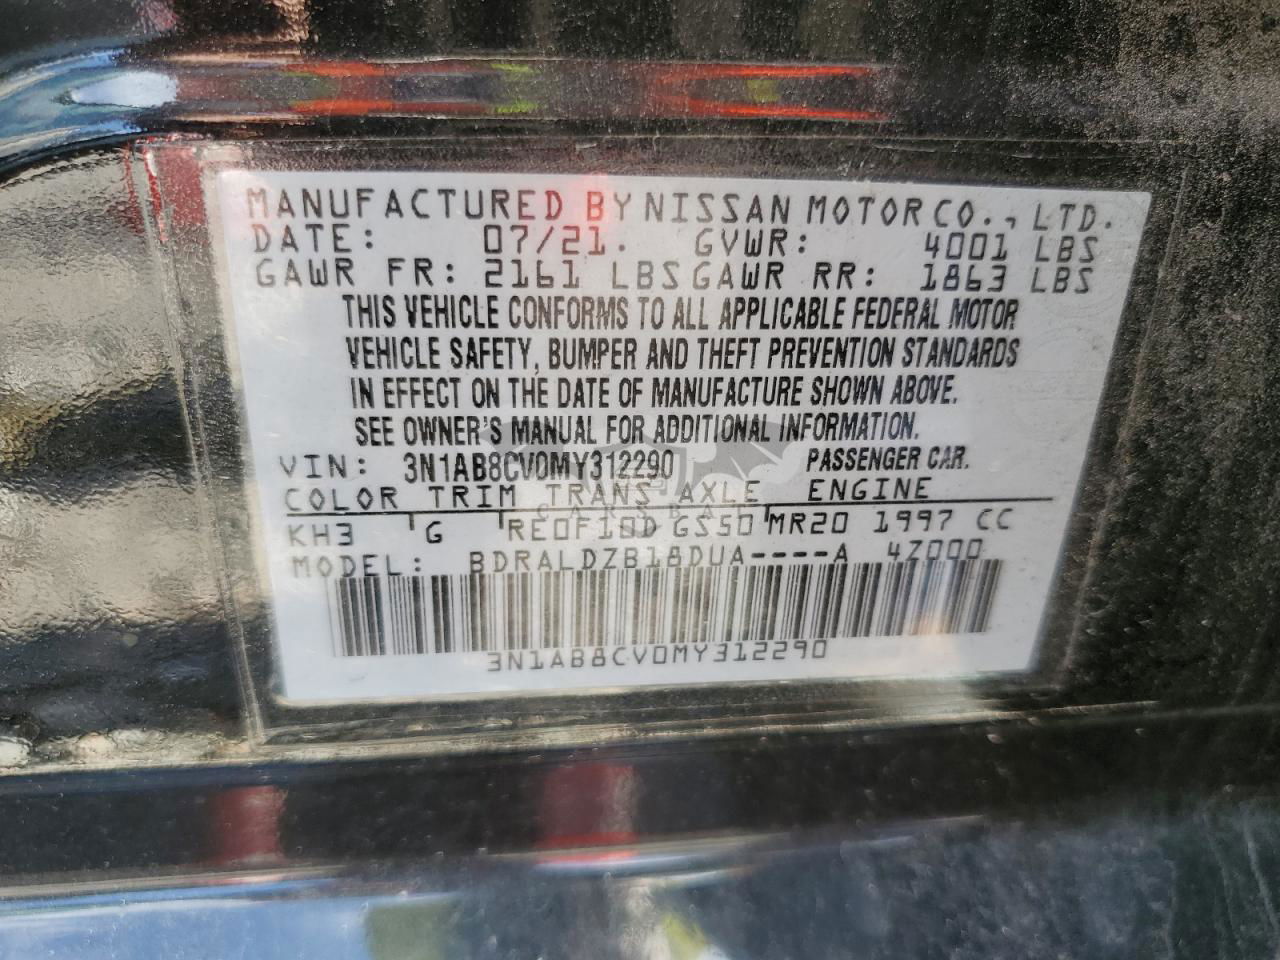 MANUFACTURED BY NISSAN MOTOR CO., LTD.
DATE: 07/21. GVWR: 4001 LBS
GAWR FR: 2161 LBS GAWR RR: 1863 LBS
THIS VEHICLE CONFORMS TO ALL APPLICABLE FEDERAL MOTOR
VEHICLE SAFETY, BUMPER AND THEFT PREVENTION STANDARDS
IN EFFECT ON THE DATE OF MANUFACTURE SHOWN ABOVE.
SEE OWNER'S MANUAL FOR ADDITIONAL INFORMATION.
VIN: 3N1AB8CV0MY312290 PASSENGER CAR.
COLOR TRIM TRANS AXLE ENGINE
CARSBAT
KH3 G RE0F10D GS50 MR20 1997 CC
MODEL: BDRALDZB18DUA----A 4Z000
3N1AB8CV0MY312290